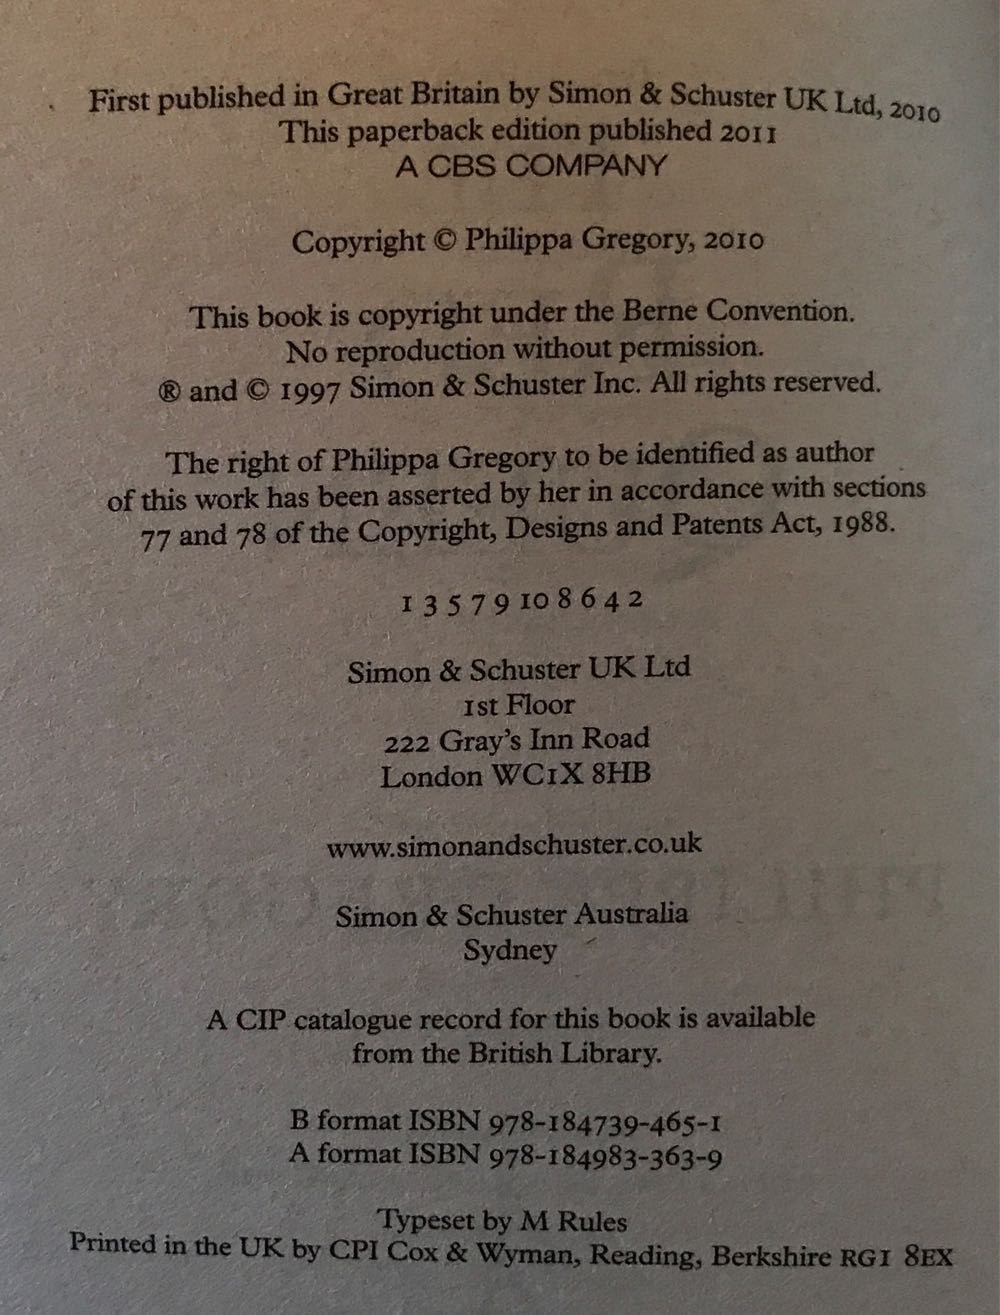 First published in Great Britain by Simon & Schuster UK Ltd, 2010
This paperback edition published 2011
A CBS COMPANY
Copyright © Philippa Gregory, 2010
This book is copyright under the Berne Convention.
No reproduction without permission.
® and © 1997 Simon & Schuster Inc. All rights reserved.
The right of Philippa Gregory to be identified as author
of this work has been asserted by her in accordance with sections
77 and 78 of the Copyright, Designs and Patents Act, 1988.
1 3 5 7 9 10 8 6 4 2
Simon & Schuster UK Ltd
1st Floor
222 Gray's Inn Road
London WC1X 8HB
www.simonandschuster.co.uk
Simon & Schuster Australia
Sydney
A CIP catalogue record for this book is available
from the British Library.
B format ISBN 978-184739-465-1
A format ISBN 978-184983-363-9
Typeset by M Rules
Printed in the UK by CPI Cox & Wyman, Reading, Berkshire RG1 8EX